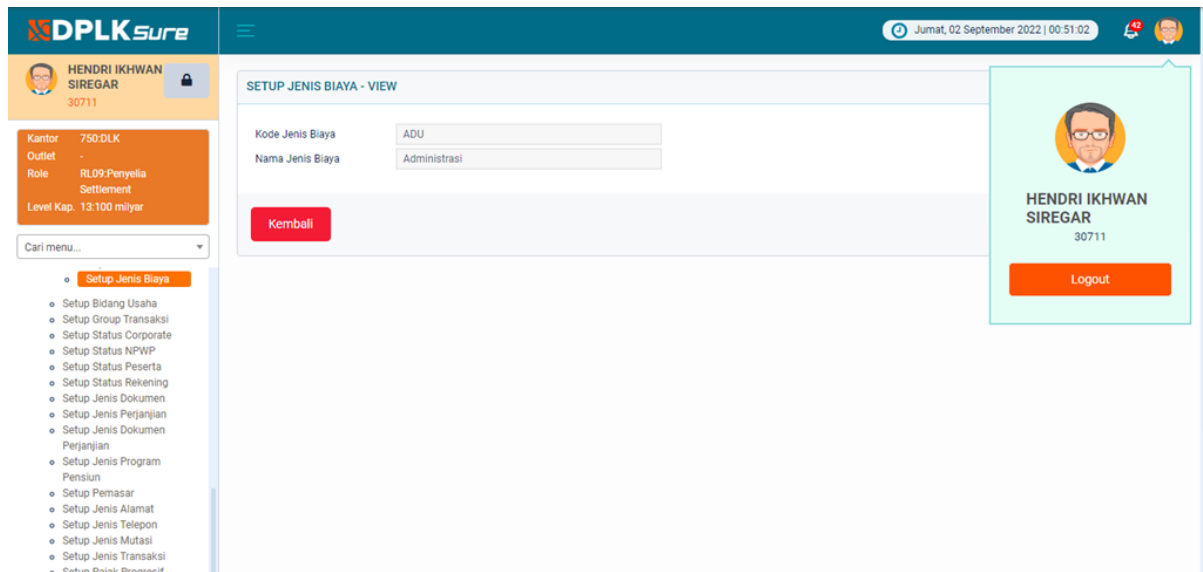 DPLKSure
Jumat, 02 September 2022 | 00:51:02
42
HENDRI IKHWAN
SIREGAR
30711
Kantor 750:DLK
Outlet -
Role RL09:Penyelia
Settlement
Level Kap. 13:100 milyar
Cari menu...
Setup Jenis Biaya
Setup Bidang Usaha
Setup Group Transaksi
Setup Status Corporate
Setup Status NPWP
Setup Status Peserta
Setup Status Rekening
Setup Jenis Dokumen
Setup Jenis Perjanjian
Setup Jenis Dokumen
Perjanjian
Setup Jenis Program
Pensiun
Setup Pemasar
Setup Jenis Alamat
Setup Jenis Telepon
Setup Jenis Mutasi
Setup Jenis Transaksi
Setup Pajak Progresif
SETUP JENIS BIAYA - VIEW
Kode Jenis Biaya ADU
Nama Jenis Biaya Administrasi
Kembali
HENDRI IKHWAN
SIREGAR
30711
Logout